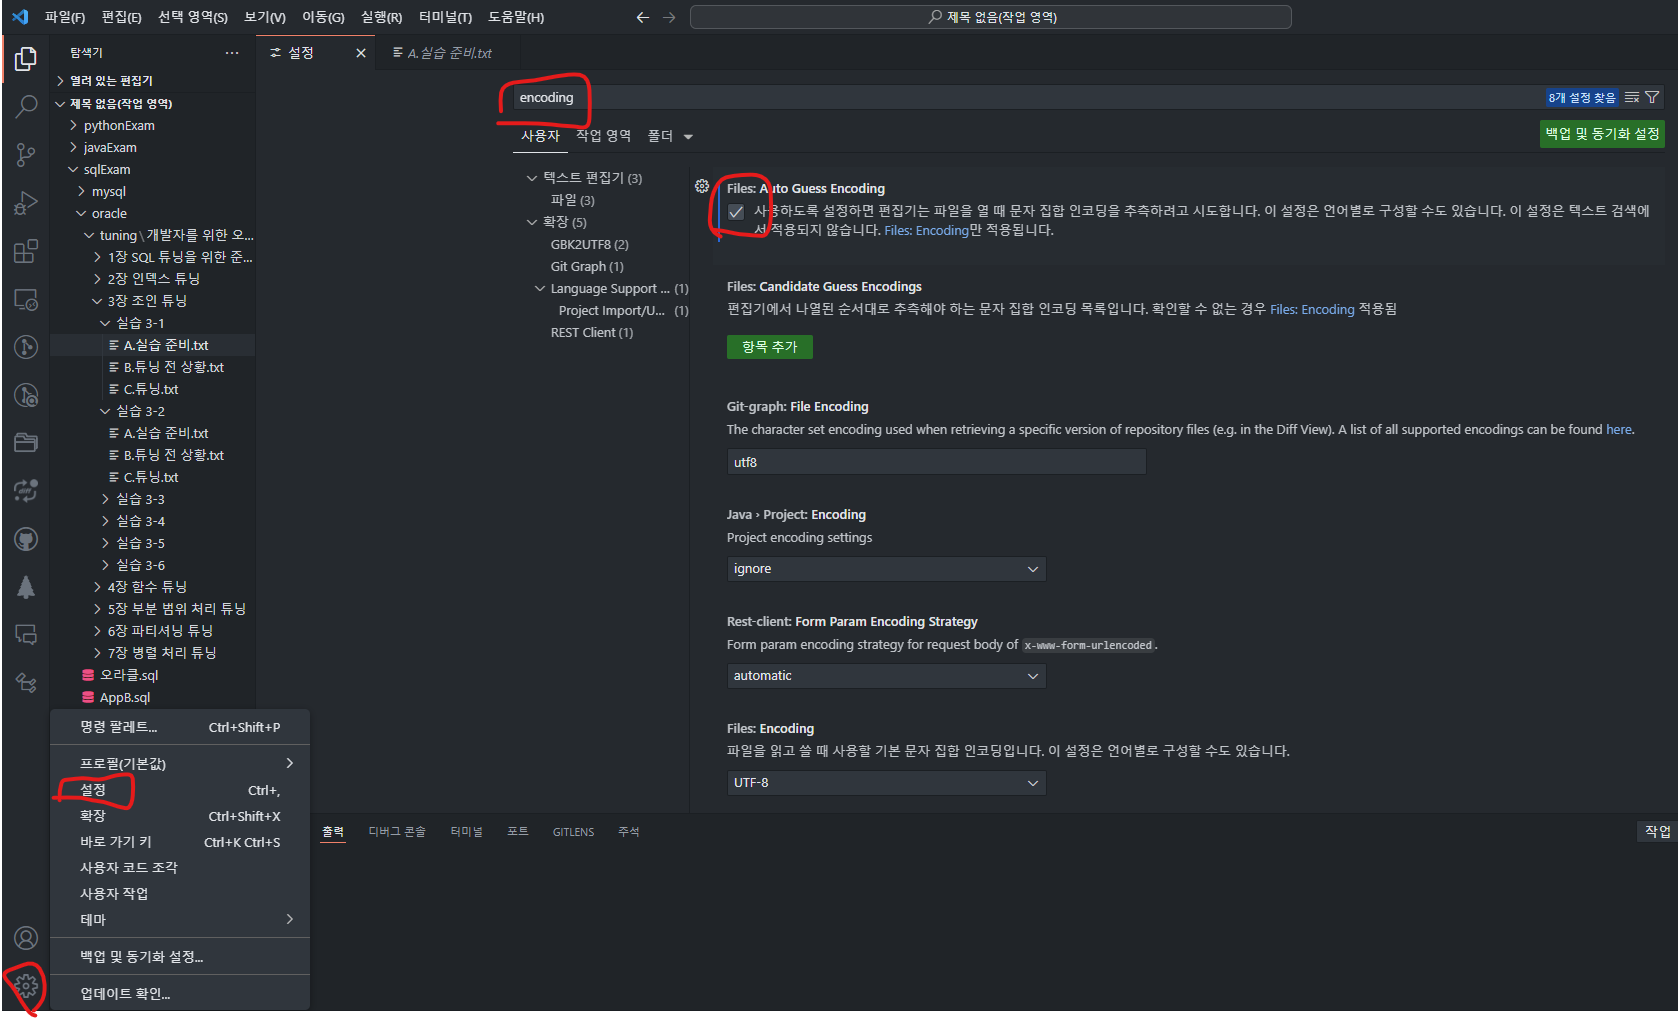 파일(F) 편집(E) 선택 영역(S) 보기(V) 이동(G) 실행(R) 터미널(T) 도움말(H)
제목 없음(작업 영역)
탐색기
열려 있는 편집기
제목 없음(작업 영역)
pythonExam
javaExam
sqlExam
mysql
oracle
tuning\개발자를 위한 오...
1장 SQL 튜닝을 위한 준...
2장 인덱스 튜닝
3장 조인 튜닝
실습 3-1
A.실습 준비.txt
B.튜닝 전 상황.txt
C.튜닝.txt
실습 3-2
A.실습 준비.txt
B.튜닝 전 상황.txt
C.튜닝.txt
실습 3-3
실습 3-4
실습 3-5
실습 3-6
4장 함수 튜닝
5장 부분 범위 처리 튜닝
6장 파티셔닝 튜닝
7장 병렬 처리 튜닝
오라클.sql
AppB.sql
명령 팔레트... Ctrl+Shift+P
프로필(기본값)
설정 Ctrl+,
확장 Ctrl+Shift+X
바로 가기 키 Ctrl+K Ctrl+S
사용자 코드 조각
사용자 작업
테마
백업 및 동기화 설정...
업데이트 확인...
설정
A.실습 준비.txt
encoding
8개 설정 찾음
사용자 작업 영역 폴더
백업 및 동기화 설정
텍스트 편집기 (3)
파일 (3)
확장 (5)
GBK2UTF8 (2)
Git Graph (1)
Language Support ... (1)
Project Import/U... (1)
REST Client (1)
Files: Auto Guess Encoding
사용하도록 설정하면 편집기는 파일을 열 때 문자 집합 인코딩을 추측하려고 시도합니다. 이 설정은 언어별로 구성할 수도 있습니다. 이 설정은 텍스트 검색에
서 적용되지 않습니다. Files: Encoding만 적용됩니다.
Files: Candidate Guess Encodings
편집기에서 나열된 순서대로 추측해야 하는 문자 집합 인코딩 목록입니다. 확인할 수 없는 경우 Files: Encoding 적용됨
항목 추가
Git-graph: File Encoding
The character set encoding used when retrieving a specific version of repository files (e.g. in the Diff View). A list of all supported encodings can be found here.
utf8
Java › Project: Encoding
Project encoding settings
ignore
Rest-client: Form Param Encoding Strategy
Form param encoding strategy for request body of x-www-form-urlencoded.
automatic
Files: Encoding
파일을 읽고 쓸 때 사용할 기본 문자 집합 인코딩입니다. 이 설정은 언어별로 구성할 수도 있습니다.
UTF-8
출력 디버그 콘솔 터미널 포트 GITLENS 주석
작업